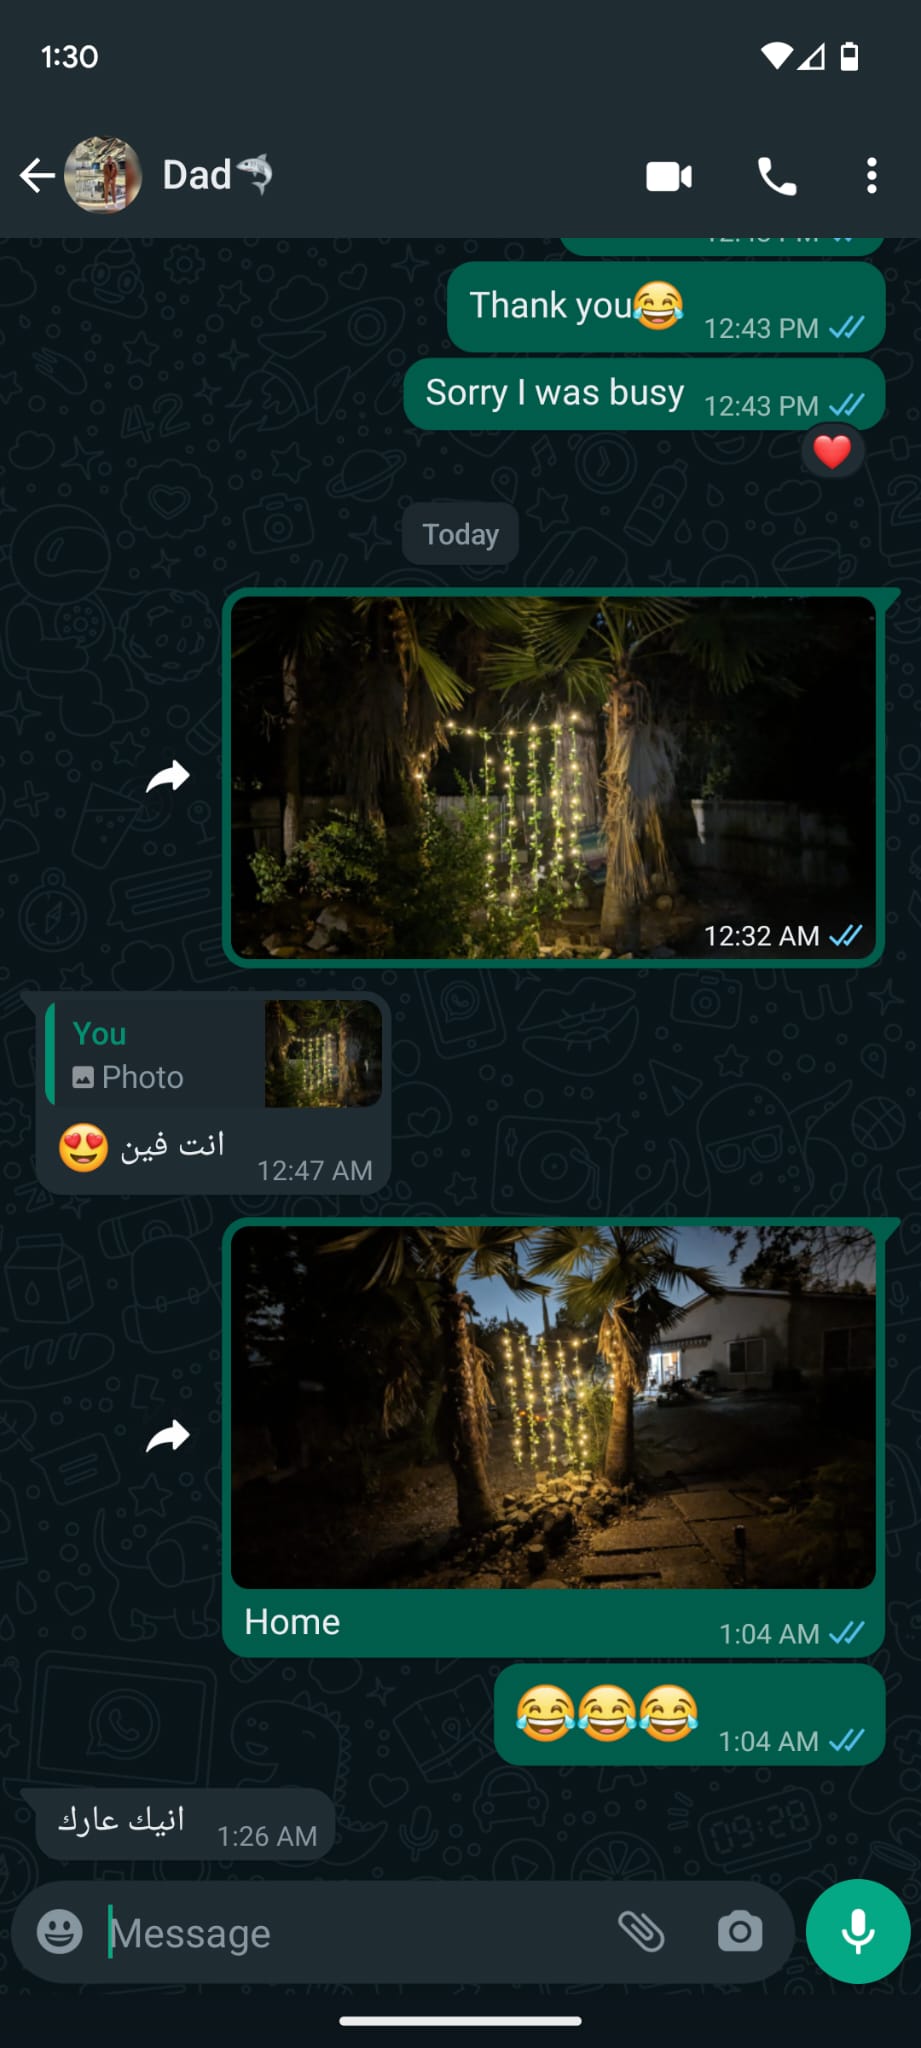 1:30
Dad🦈
Thank you😂
12:43 PM
Sorry I was busy
12:43 PM
❤️
Today
12:32 AM
You
Photo
انت فين 😍
12:47 AM
Home
1:04 AM
😂😂😂
1:04 AM
انيك عارك
1:26 AM
Message